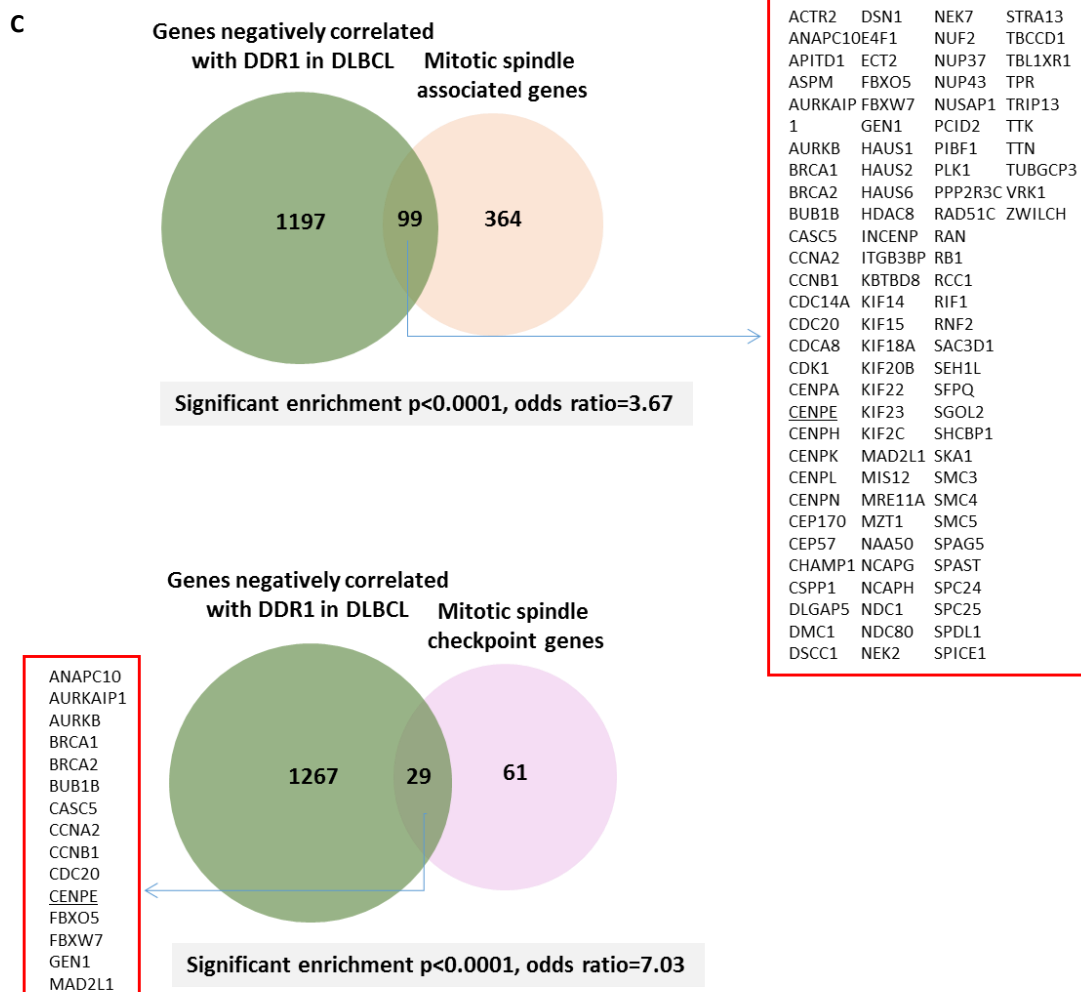 C
Genes negatively correlated
with DDR1 in DLBCL
Mitotic spindle
associated genes
1197
99
364
Significant enrichment p<0.0001, odds ratio=3.67
ACTR2 DSN1 NEK7 STRA13
ANAPC10E4F1 NUF2 TBCCD1
APITD1 ECT2 NUP37 TBL1XR1
ASPM FBXO5 NUP43 TPR
AURKAIP FBXW7 NUSAP1 TRIP13
1 GEN1 PCID2 TTK
AURKB HAUS1 PIBF1 TTN
BRCA1 HAUS2 PLK1 TUBGCP3
BRCA2 HAUS6 PPP2R3C VRK1
BUB1B HDAC8 RAD51C ZWILCH
CASC5 INCENP RAN
CCNA2 ITGB3BP RB1
CCNB1 KBTBD8 RCC1
CDC14A KIF14 RIF1
CDC20 KIF15 RNF2
CDCA8 KIF18A SAC3D1
CDK1 KIF20B SEH1L
CENPA KIF22 SFPQ
CENPE KIF23 SGOL2
CENPH KIF2C SHCBP1
CENPK MAD2L1 SKA1
CENPL MIS12 SMC3
CENPN MRE11A SMC4
CEP170 MZT1 SMC5
CEP57 NAA50 SPAG5
CHAMP1 NCAPG SPAST
CSPP1 NCAPH SPC24
DLGAP5 NDC1 SPC25
DMC1 NDC80 SPDL1
DSCC1 NEK2 SPICE1
Genes negatively correlated
with DDR1 in DLBCL
Mitotic spindle
checkpoint genes
1267
29
61
Significant enrichment p<0.0001, odds ratio=7.03
ANAPC10
AURKAIP1
AURKB
BRCA1
BRCA2
BUB1B
CASC5
CCNA2
CCNB1
CDC20
CENPE
FBXO5
FBXW7
GEN1
MAD2L1